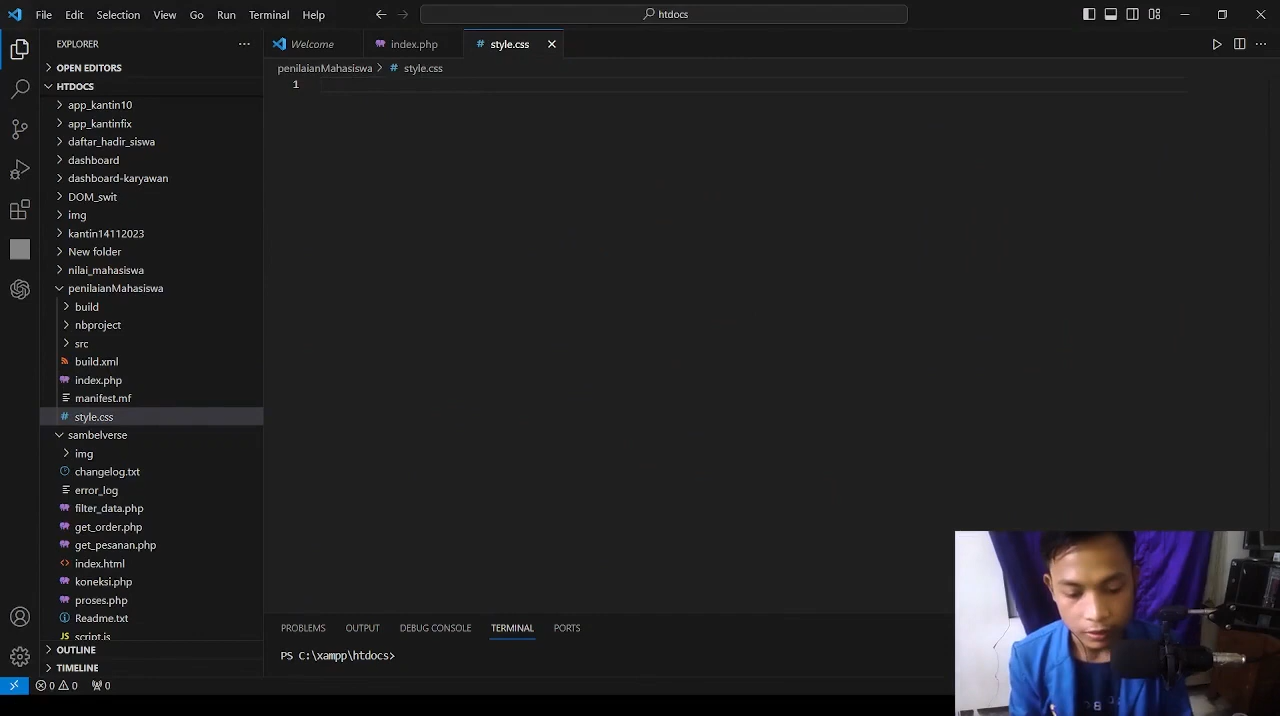 File Edit Selection View Go Run Terminal Help
htdocs
EXPLORER
Welcome index.php style.css
OPEN EDITORS
penilaianMahasiswa > style.css
HTDOCS
1
app_kantin10
app_kantinfix
daftar_hadir_siswa
dashboard
dashboard-karyawan
DOM_swit
img
kantin14112023
New folder
nilai_mahasiswa
penilaianMahasiswa
build
nbproject
src
build.xml
index.php
manifest.mf
style.css
sambelverse
img
changelog.txt
error_log
filter_data.php
get_order.php
get_pesanan.php
index.html
koneksi.php
proses.php
Readme.txt
script.js
OUTLINE
TIMELINE
PROBLEMS OUTPUT DEBUG CONSOLE TERMINAL PORTS
PS C:\xampp\htdocs>
0 0 0